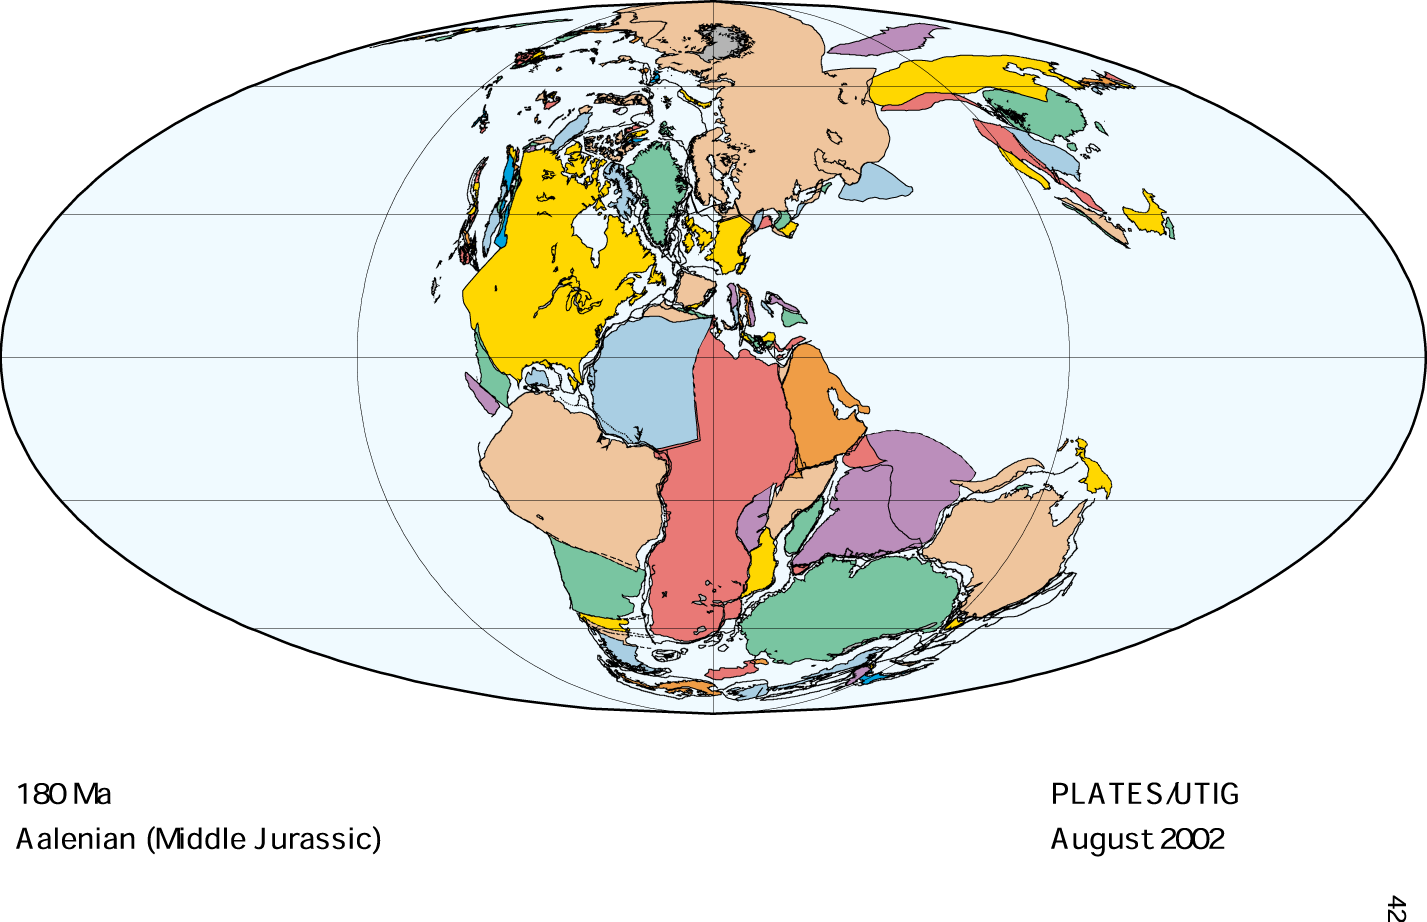 180 Ma
Aalenian (Middle Jurassic)
PLATES/UTIG
August 2002
42